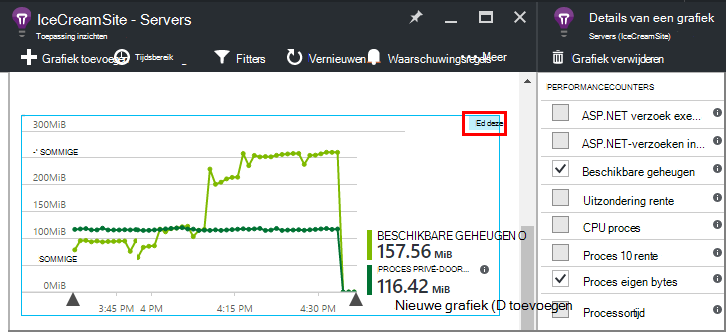 IceCreamSite - Servers
Toepassing inzichten
Grafiek toevoegen
Tijdsbereik
Fitters
Vernieuwen
Waarschuwingsregels
Meer
300MiB
Ed deze
-' SOMMIGE
200MiB
150MiB
100MiB
SOMMIGE
0MiB
3:45 PM
4 PM
4:15 PM
4:30 PM
BESCHIKBARE GEHEUGEN O
157.56 MiB
PROCES PRIVÉ-DOOR...
116.42 MiB
Nieuwe grafiek (D toevoegen
Details van een grafiek
Servers (IceCreamSite)
Grafiek verwijderen
PERFORMANCECOUNTERS
ASP.NET verzoek exe...
ASP.NET-verzoeken in...
Beschikbare geheugen
Uitzondering rente
CPU proces
Proces 10 rente
Proces eigen bytes
Processortijd